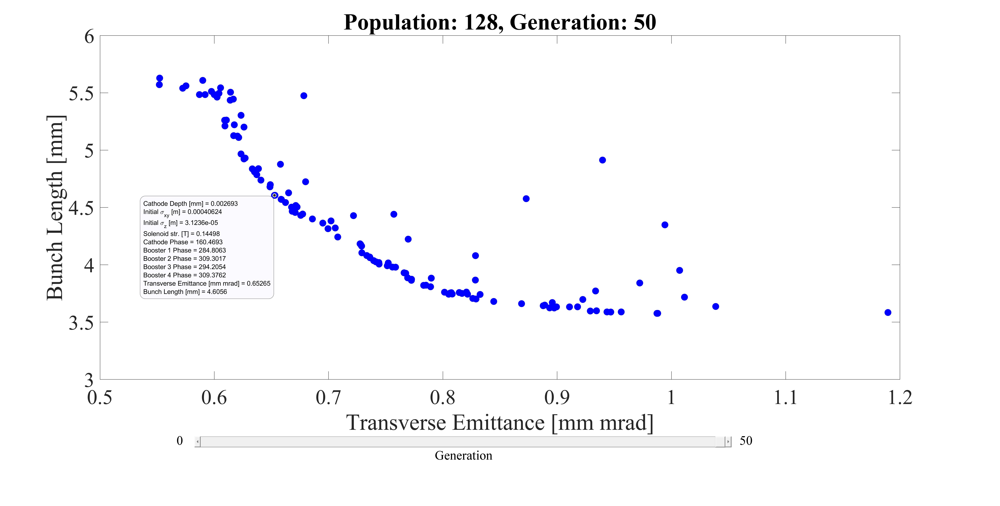 Population: 128, Generation: 50
6
5.5
5
4.5
4
3.5
3
Bunch Length [mm]
Cathode Depth [mm] = 0.002693
Initial σxy [m] = 0.00040624
Initial σz [m] = 3.1236e-05
Solenoid str. [T] = 0.14498
Cathode Phase = 160.4693
Booster 1 Phase = 284.8063
Booster 2 Phase = 309.3017
Booster 3 Phase = 294.2054
Booster 4 Phase = 309.3762
Transverse Emittance [mm mrad] = 0.65265
Bunch Length [mm] = 4.6056
0.5 0.6 0.7 0.8 0.9 1 1.1 1.2
Transverse Emittance [mm mrad]
0 50
Generation